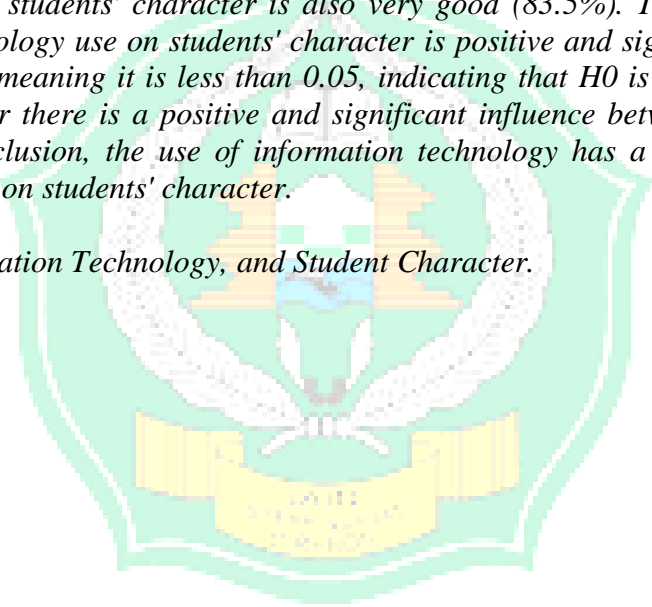 students' character is also very good (83.5%). T
ology use on students' character is positive and sig
meaning it is less than 0.05, indicating that H0 is
r there is a positive and significant influence betw
clusion, the use of information technology has a
on students' character.
ation Technology, and Student Character.